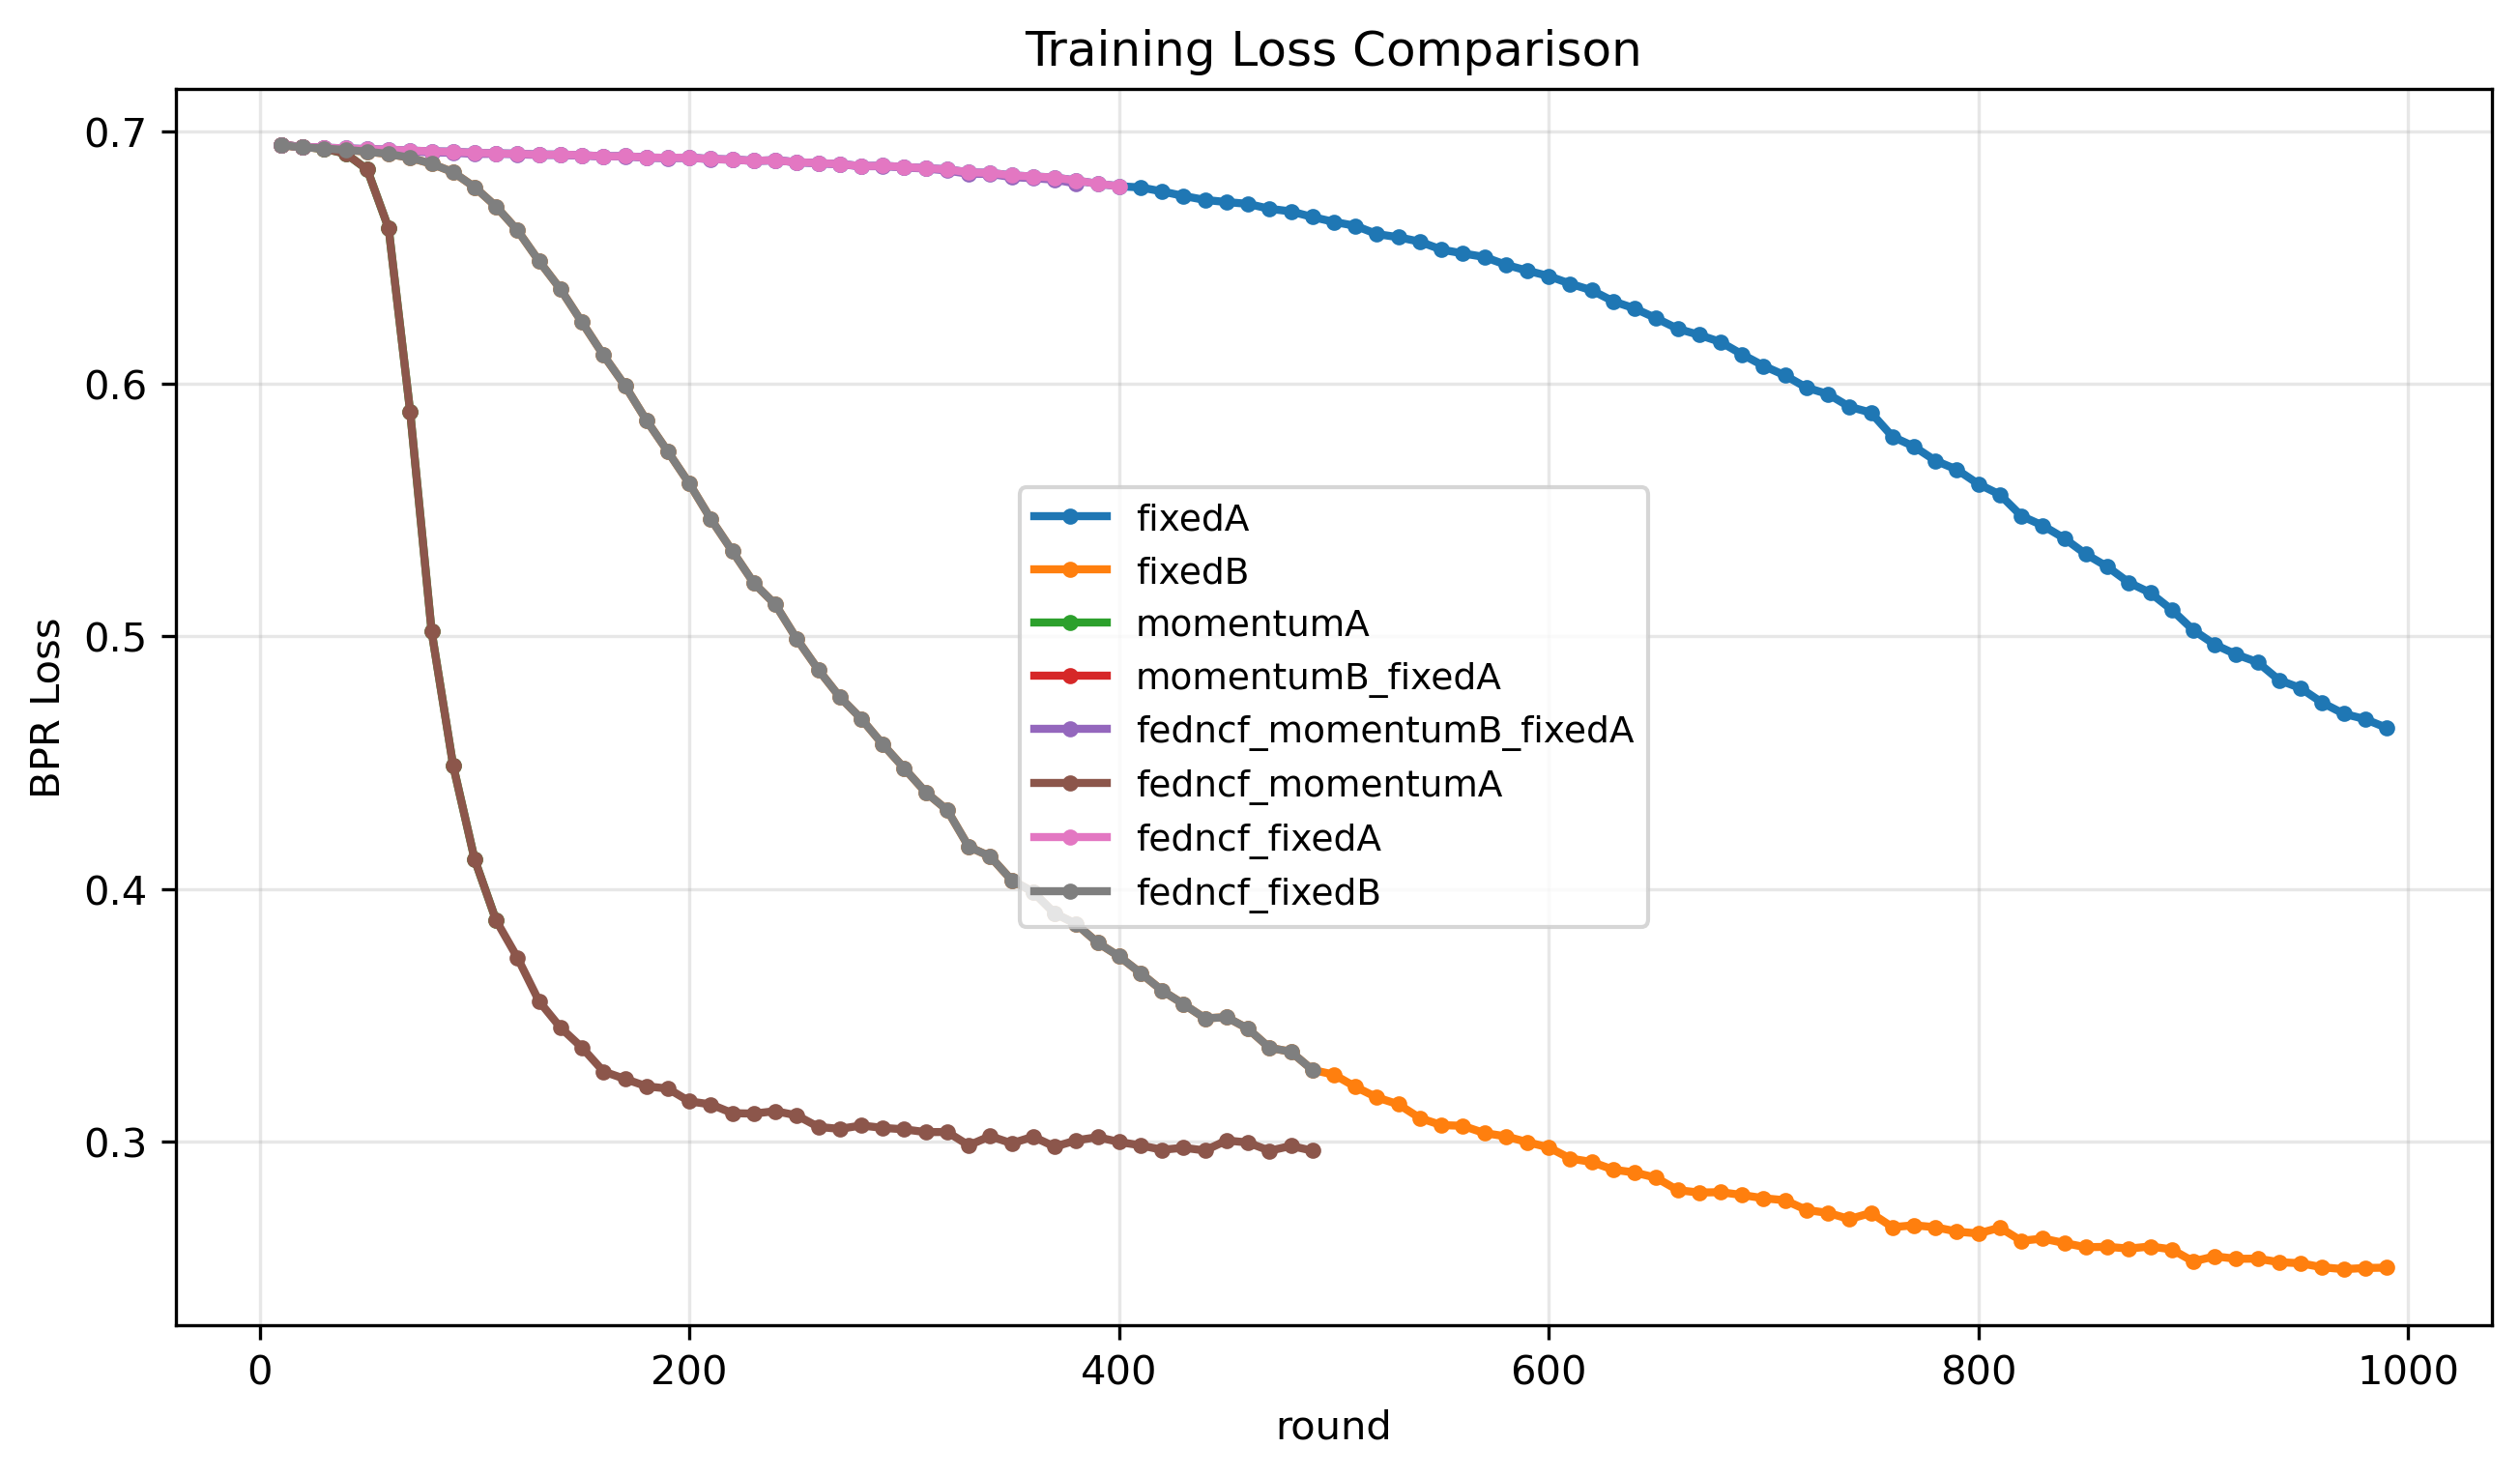 Training Loss Comparison
BPR Loss
0.7
0.6
0.5
0.4
0.3
fixedA
fixedB
momentumA
momentumB_fixedA
fedncf_momentumB_fixedA
fedncf_momentumA
fedncf_fixedA
fedncf_fixedB
0 200 400 600 800 1000
round